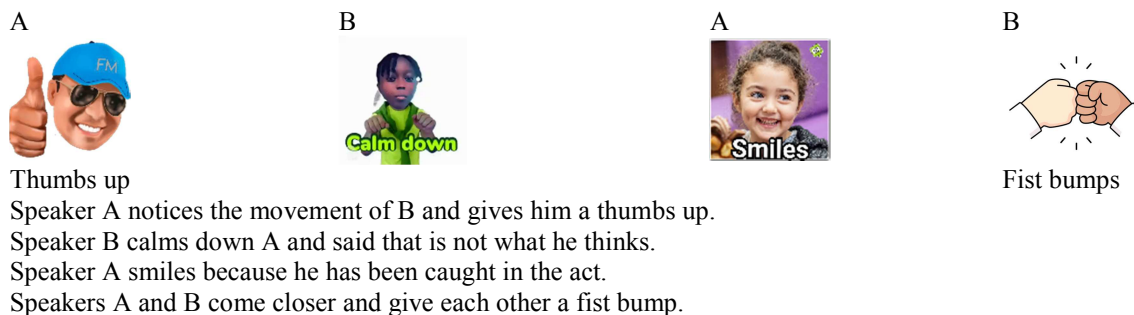 A B A B
FM
Calm down
Smiles
Thumbs up Fist bumps
Speaker A notices the movement of B and gives him a thumbs up.
Speaker B calms down A and said that is not what he thinks.
Speaker A smiles because he has been caught in the act.
Speakers A and B come closer and give each other a fist bump.